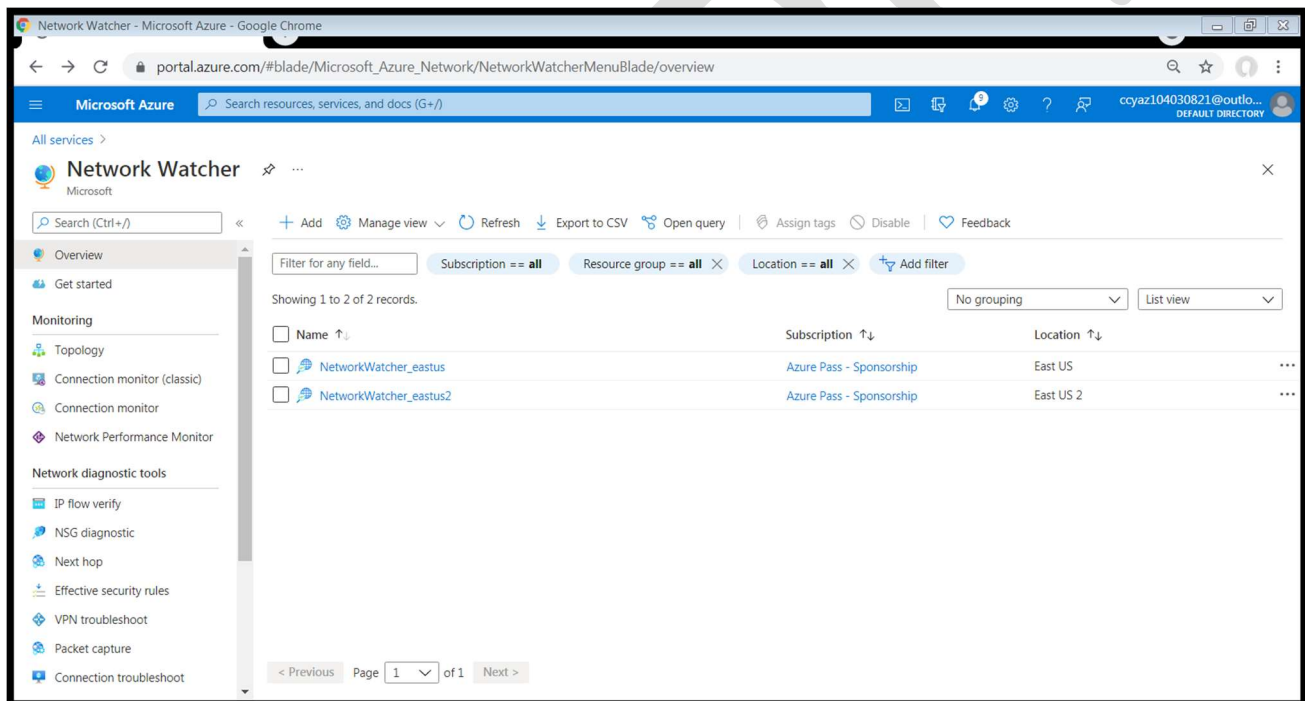 Network Watcher - Microsoft Azure - Google Chrome
portal.azure.com/#blade/Microsoft_Azure_Network/NetworkWatcherMenuBlade/overview
Microsoft Azure
Search resources, services, and docs (G+/)
9
ccyaz104030821@outlo...
DEFAULT DIRECTORY
All services >
Network Watcher
Microsoft
Search (Ctrl+/)
Overview
Get started
Monitoring
Topology
Connection monitor (classic)
Connection monitor
Network Performance Monitor
Network diagnostic tools
IP flow verify
NSG diagnostic
Next hop
Effective security rules
VPN troubleshoot
Packet capture
Connection troubleshoot
Add Manage view Refresh Export to CSV Open query Assign tags Disable Feedback
Filter for any field... Subscription == all Resource group == all Location == all Add filter
Showing 1 to 2 of 2 records. No grouping List view
Name Subscription Location
NetworkWatcher_eastus Azure Pass - Sponsorship East US
NetworkWatcher_eastus2 Azure Pass - Sponsorship East US 2
< Previous Page 1 of 1 Next >